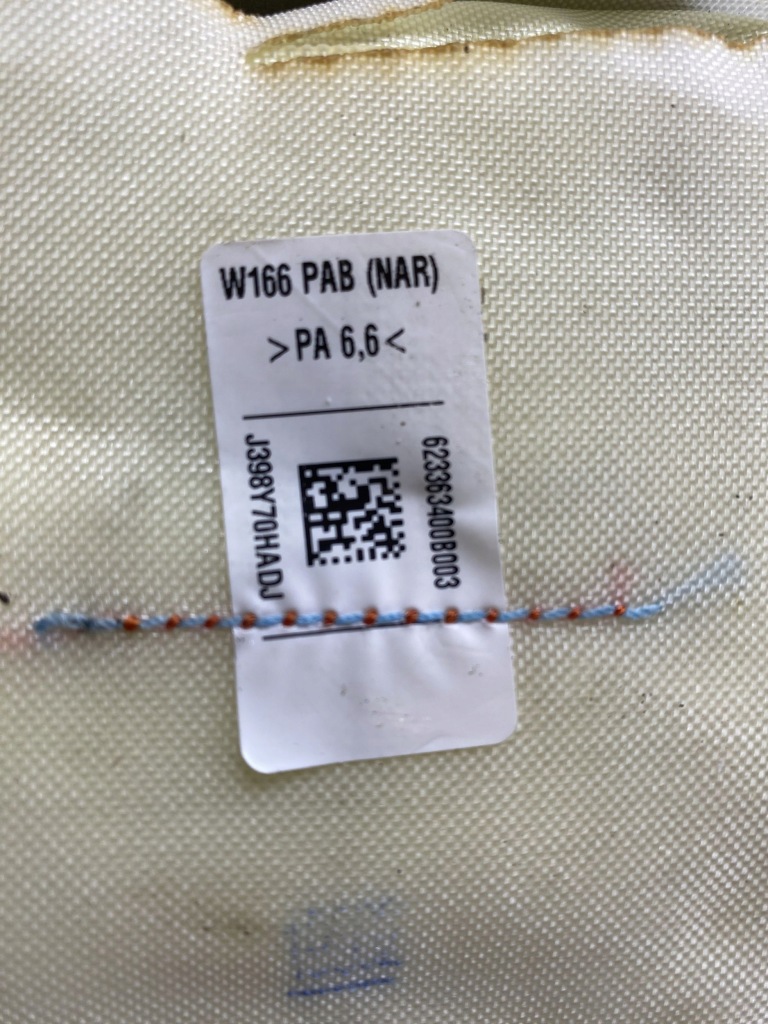 W166 PAB (NAR)
>PA 6,6<
J398Y70HADJ
623363400B003